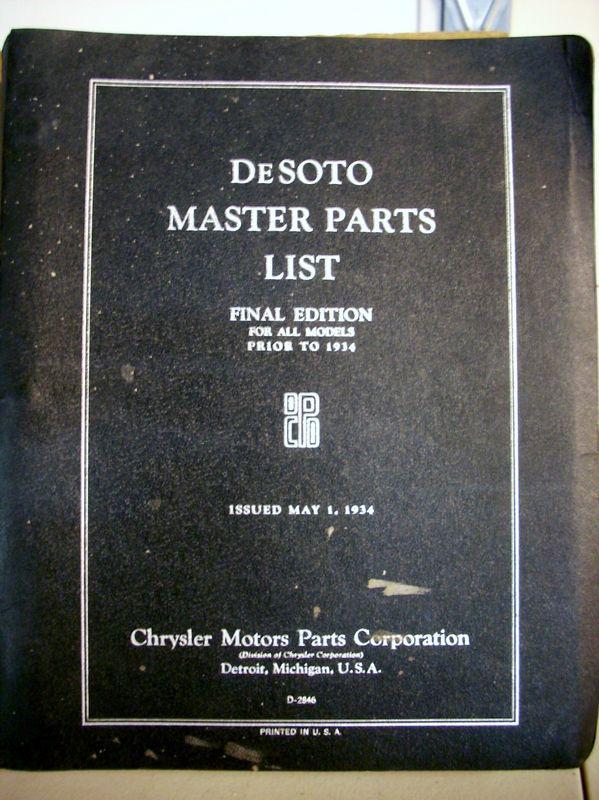 DeSOTO
MASTER PARTS
LIST
FINAL EDITION
FOR ALL MODELS
PRIOR TO 1934
ISSUED MAY 1, 1934
Chrysler Motors Parts Corporation
(Division of Chrysler Corporation)
Detroit, Michigan, U.S.A.
D-2846
PRINTED IN U. S. A.